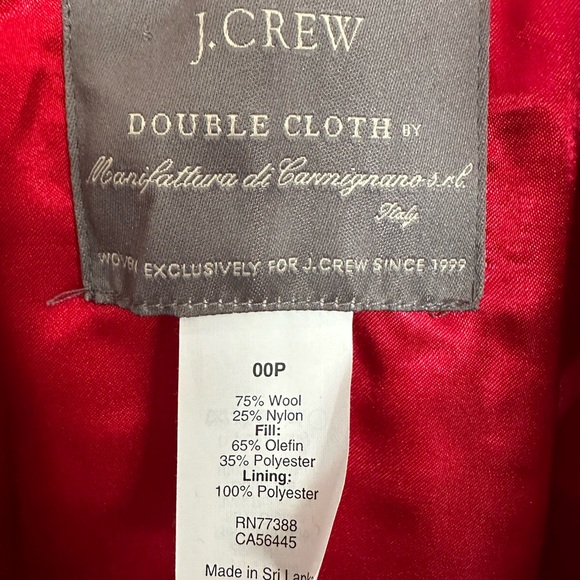 J.CREW
DOUBLE CLOTH BY
Manifattura di Carmignano s.r.l.
Italy
WOVEN EXCLUSIVELY FOR J.CREW SINCE 1999
00P
75% Wool
25% Nylon
Fill:
65% Olefin
35% Polyester
Lining:
100% Polyester
RN77388
CA56445
Made in Sri Lank